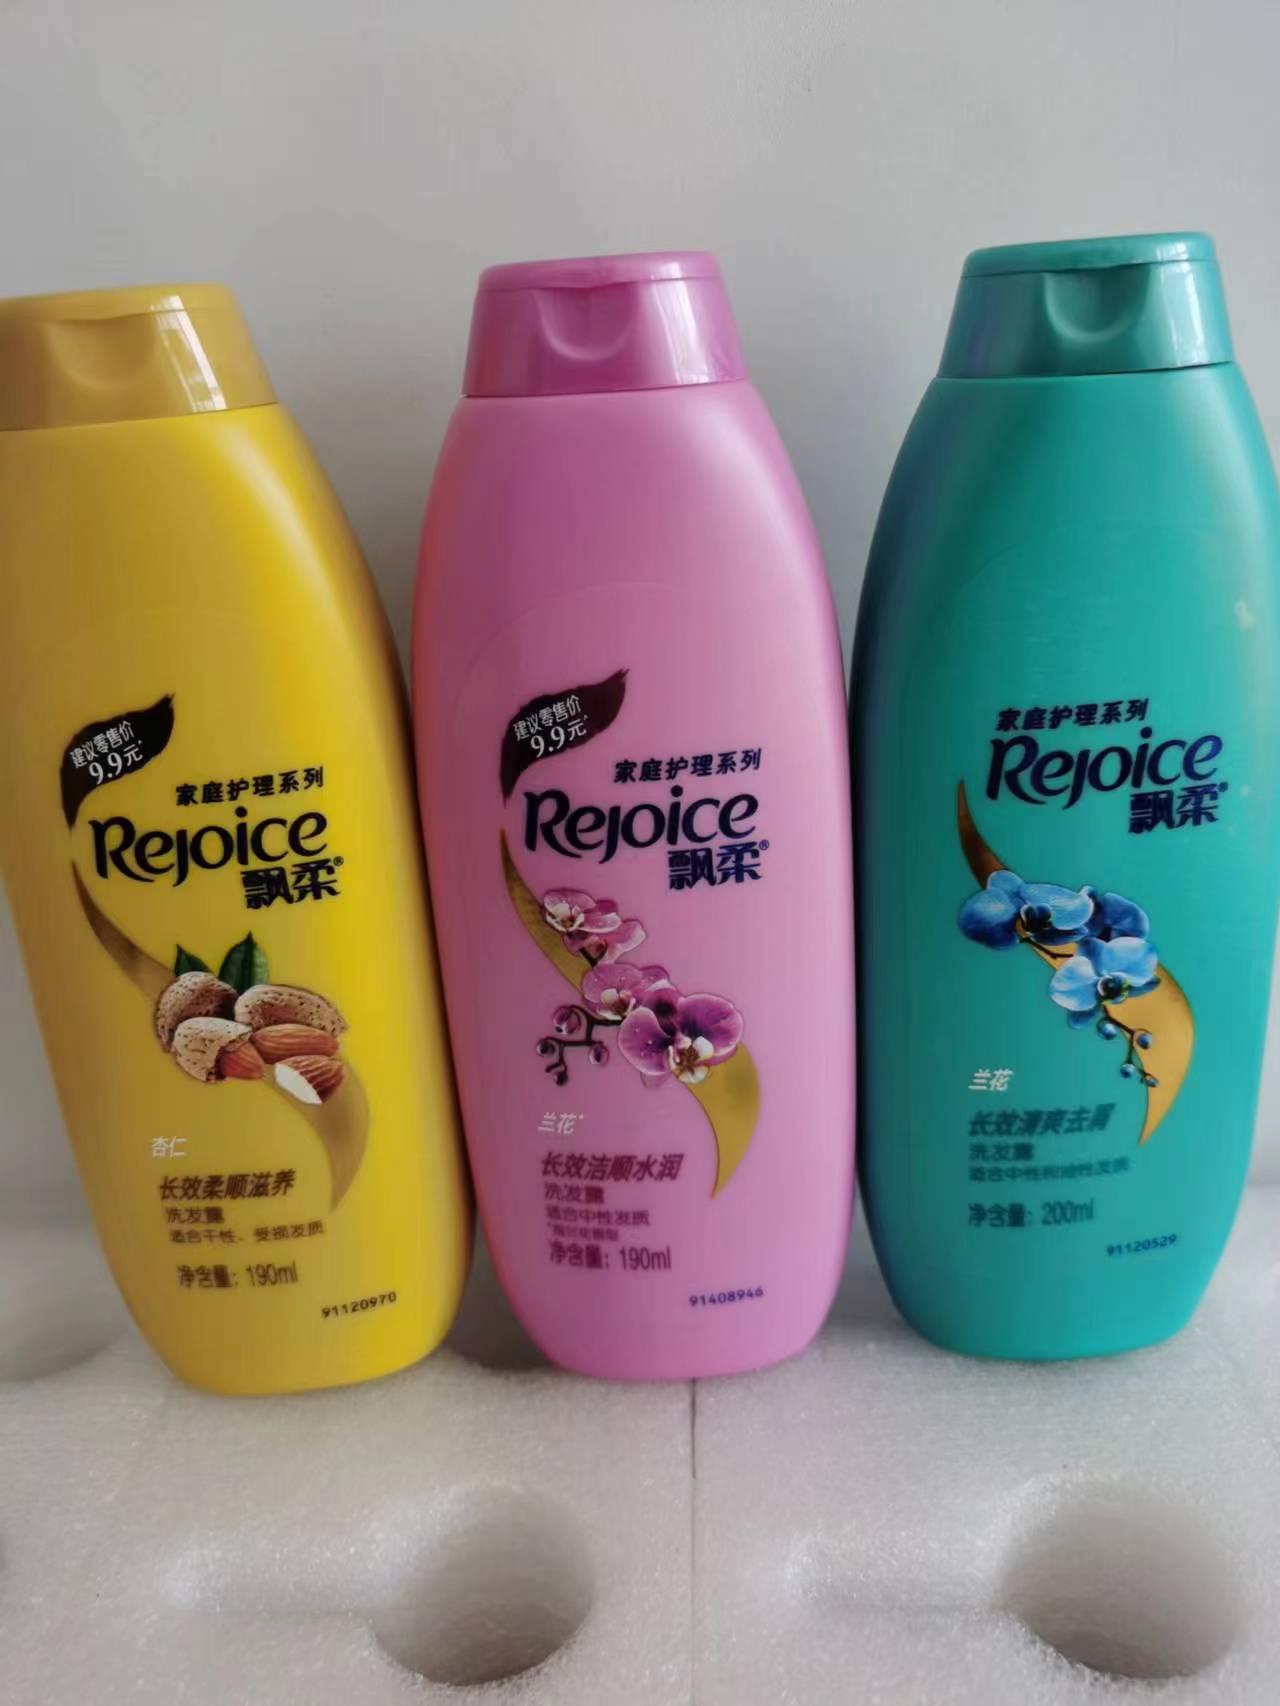 建议零售价
9.9元^
家庭护理系列
Rejoice
飘柔®
杏仁
长效柔顺滋养
洗发露
适合干性、受损发质
净含量：190ml
91120970
建议零售价
9.9元^
家庭护理系列
Rejoice
飘柔®
兰花*
长效洁顺水润
洗发露
适合中性发质
净含量：190ml
91408946
家庭护理系列
Rejoice
飘柔®
兰花
长效清爽去屑
洗发露
适合中性和油性发质
净含量：200ml
91120529